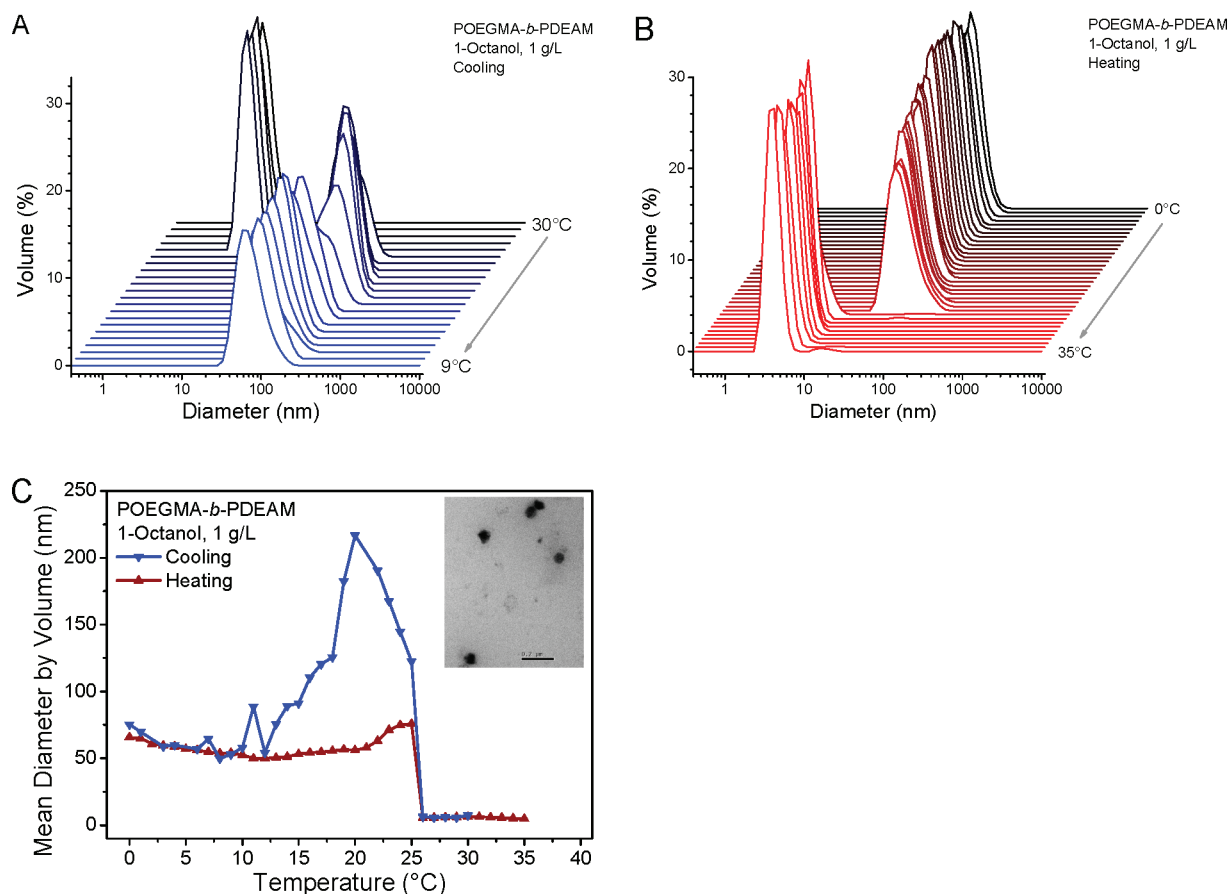 A
POEGMA-b-PDEAM
1-Octanol, 1 g/L
Cooling
Volume (%)
30
20
10
0
30°C
9°C
1
10
100
1000
10000
Diameter (nm)
B
POEGMA-b-PDEAM
1-Octanol, 1 g/L
Heating
Volume (%)
30
20
10
0
0°C
35°C
1
10
100
1000
10000
Diameter (nm)
C
POEGMA-b-PDEAM
1-Octanol, 1 g/L
Cooling
Heating
Mean Diameter by Volume (nm)
250
200
150
100
50
0
0
5
10
15
20
25
30
35
40
Temperature (°C)